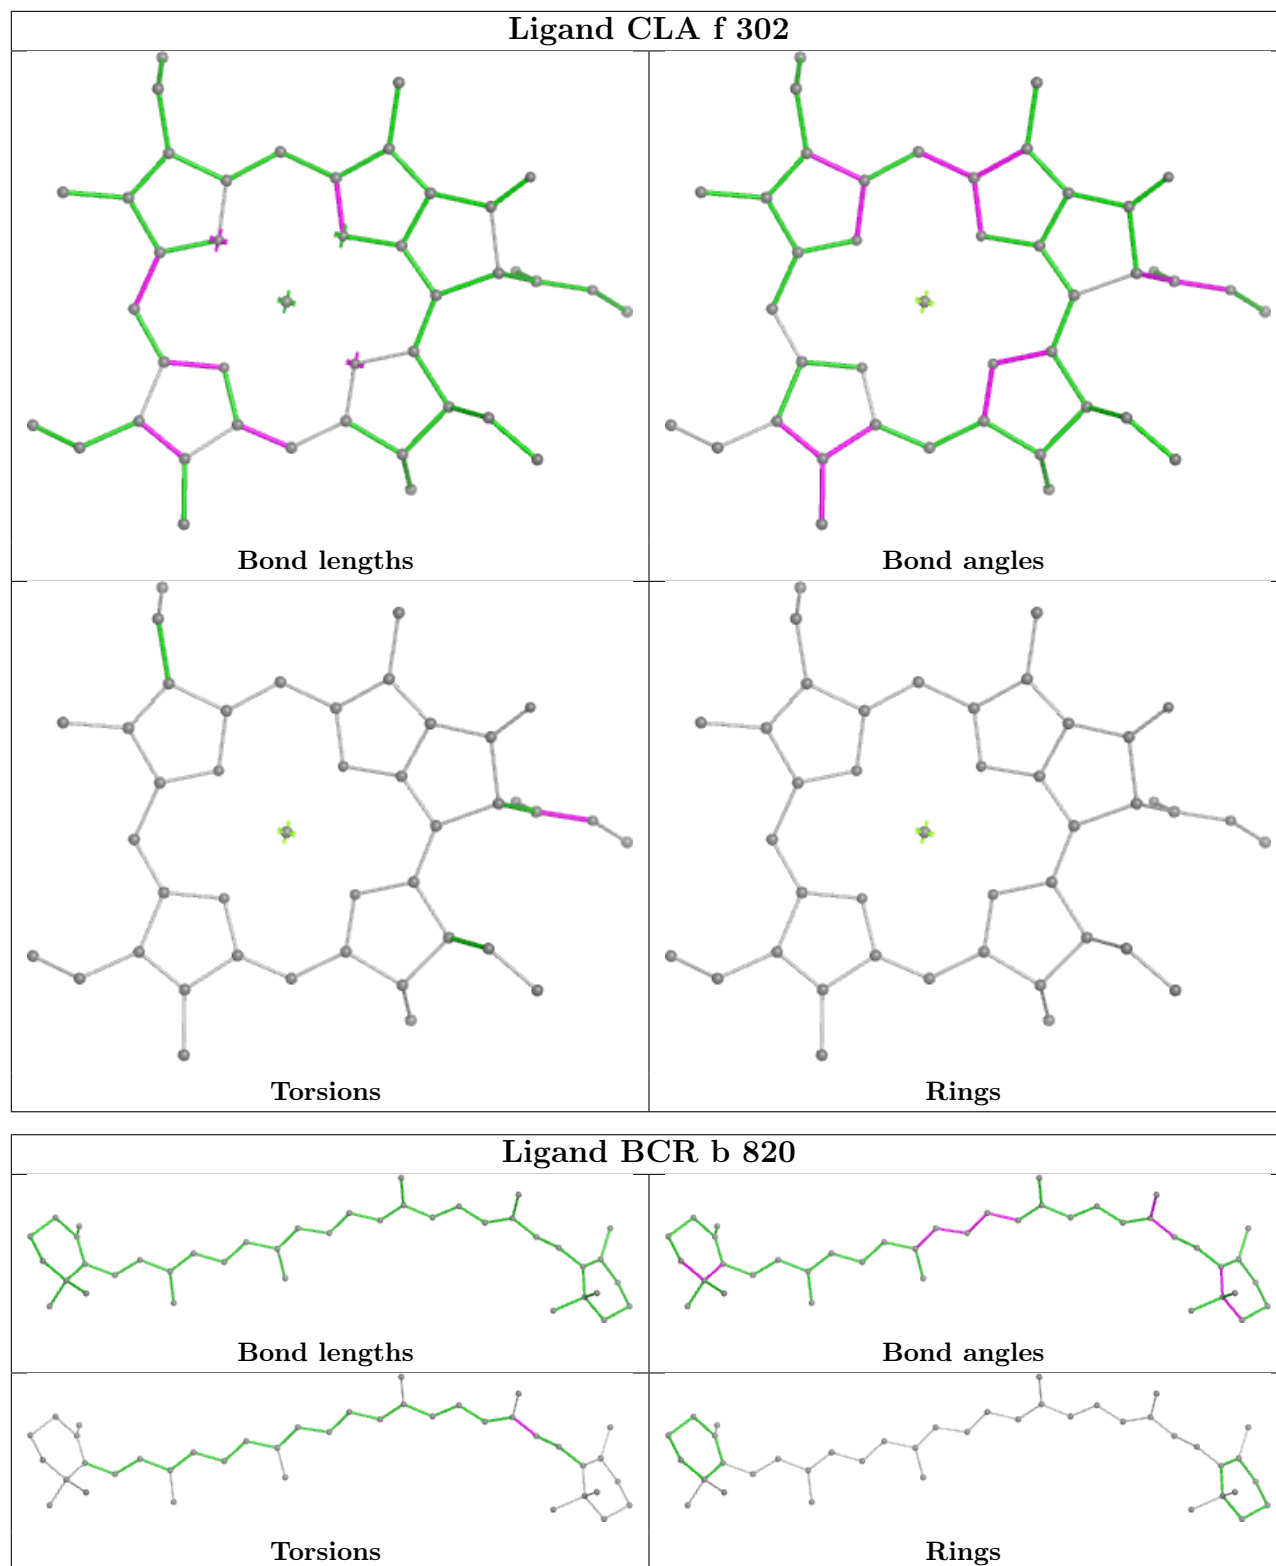 Ligand CLA f 302
Bond lengths
Bond angles
Torsions
Rings
Ligand BCR b 820
Bond lengths
Bond angles
Torsions
Rings